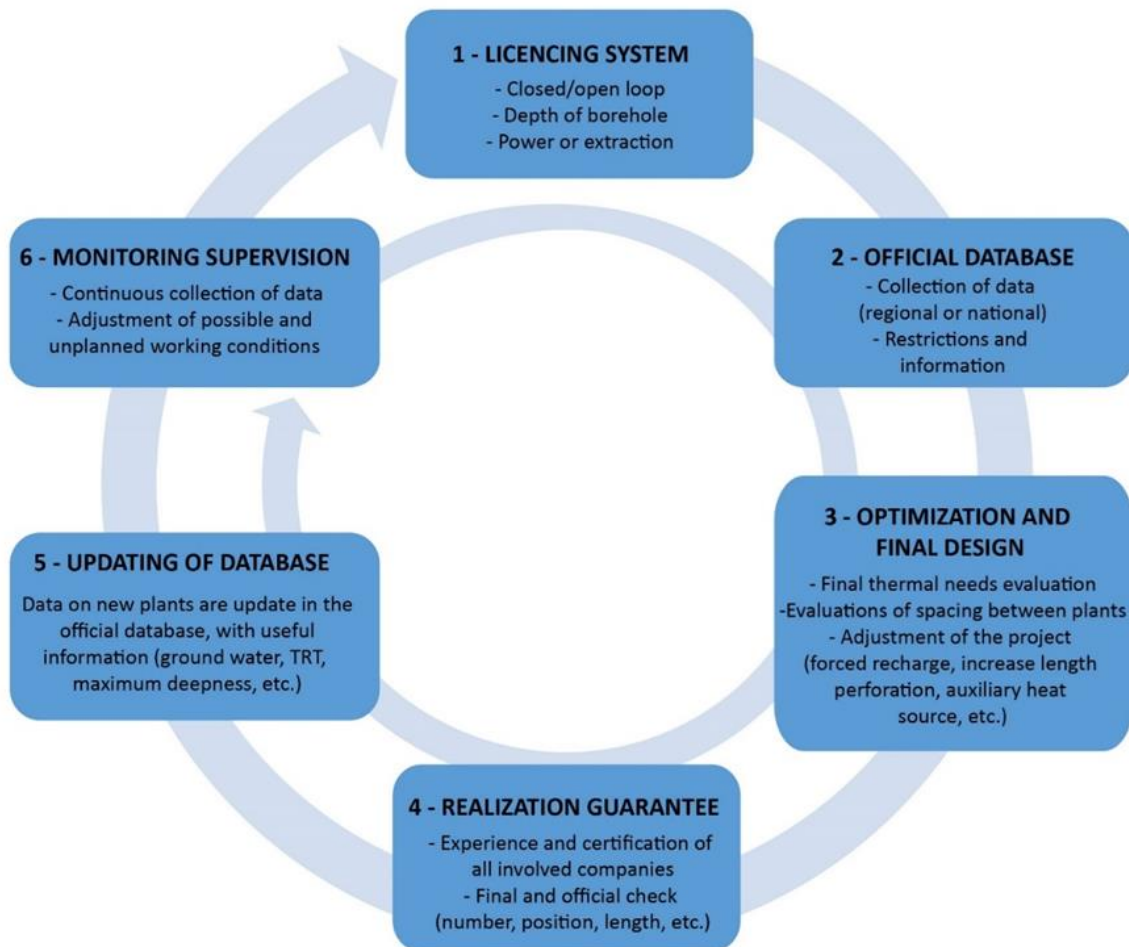 1 - LICENCING SYSTEM
- Closed/open loop
- Depth of borehole
- Power or extraction
2 - OFFICIAL DATABASE
- Collection of data
(regional or national)
- Restrictions and
information
3 - OPTIMIZATION AND
FINAL DESIGN
- Final thermal needs evaluation
-Evaluations of spacing between plants
- Adjustment of the project
(forced recharge, increase length
perforation, auxiliary heat
source, etc.)
4 - REALIZATION GUARANTEE
- Experience and certification of
all involved companies
- Final and official check
(number, position, length, etc.)
5 - UPDATING OF DATABASE
Data on new plants are update in the
official database, with useful
information (ground water, TRT,
maximum deepness, etc.)
6 - MONITORING SUPERVISION
- Continuous collection of data
- Adjustment of possible and
unplanned working conditions